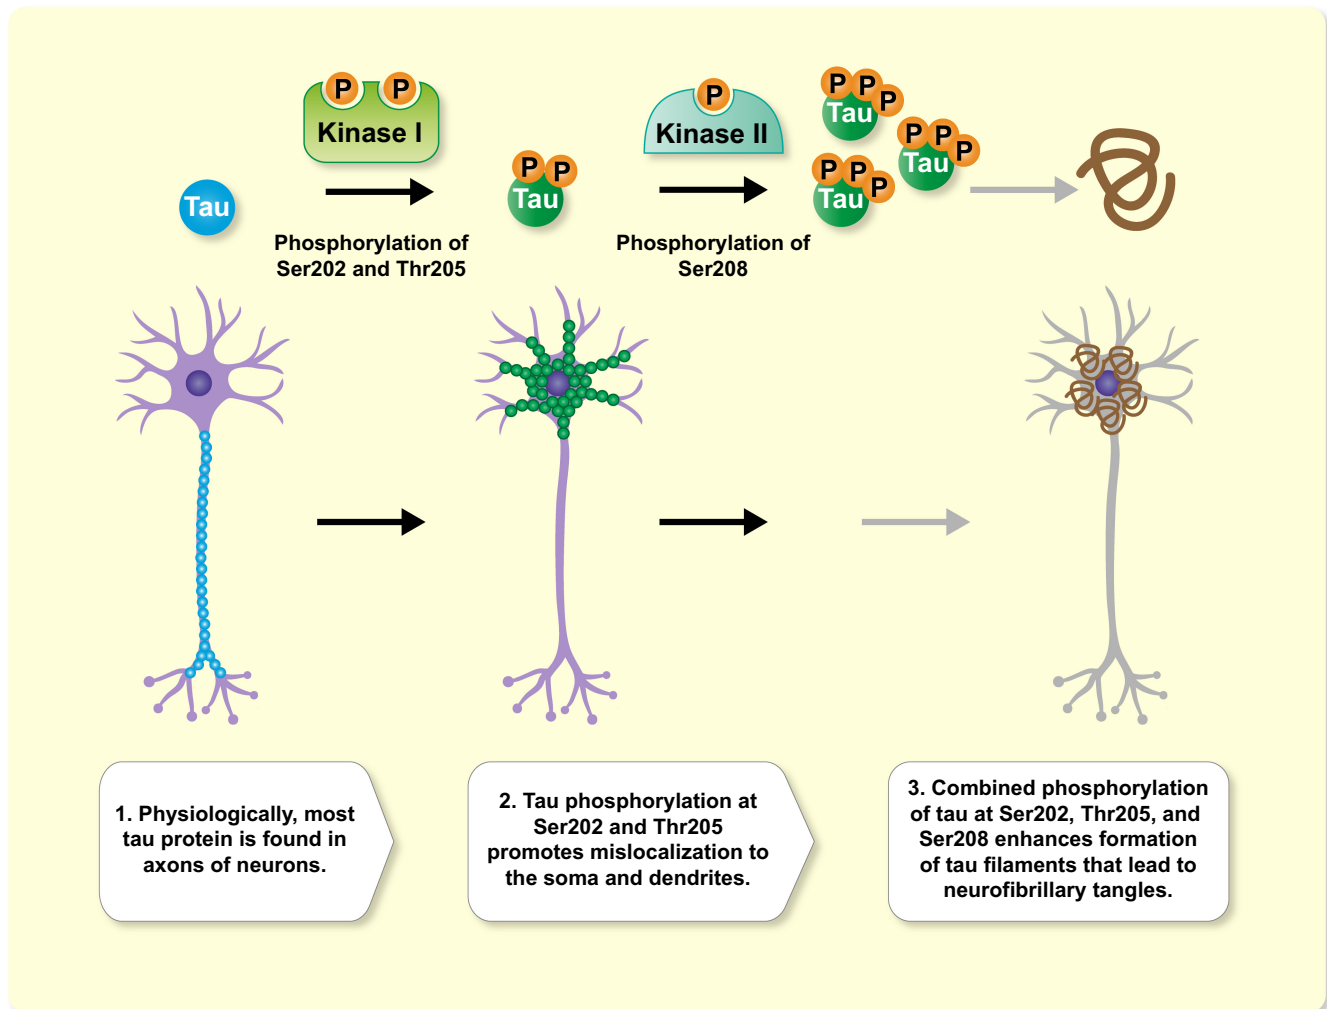 P P
Kinase I
P
Kinase II
Tau
Phosphorylation of
Ser202 and Thr205
P P
Tau
Phosphorylation of
Ser208
P P P
Tau
P P P
Tau
P P P
Tau
1. Physiologically, most
tau protein is found in
axons of neurons.
2. Tau phosphorylation at
Ser202 and Thr205
promotes mislocalization to
the soma and dendrites.
3. Combined phosphorylation
of tau at Ser202, Thr205, and
Ser208 enhances formation
of tau filaments that lead to
neurofibrillary tangles.